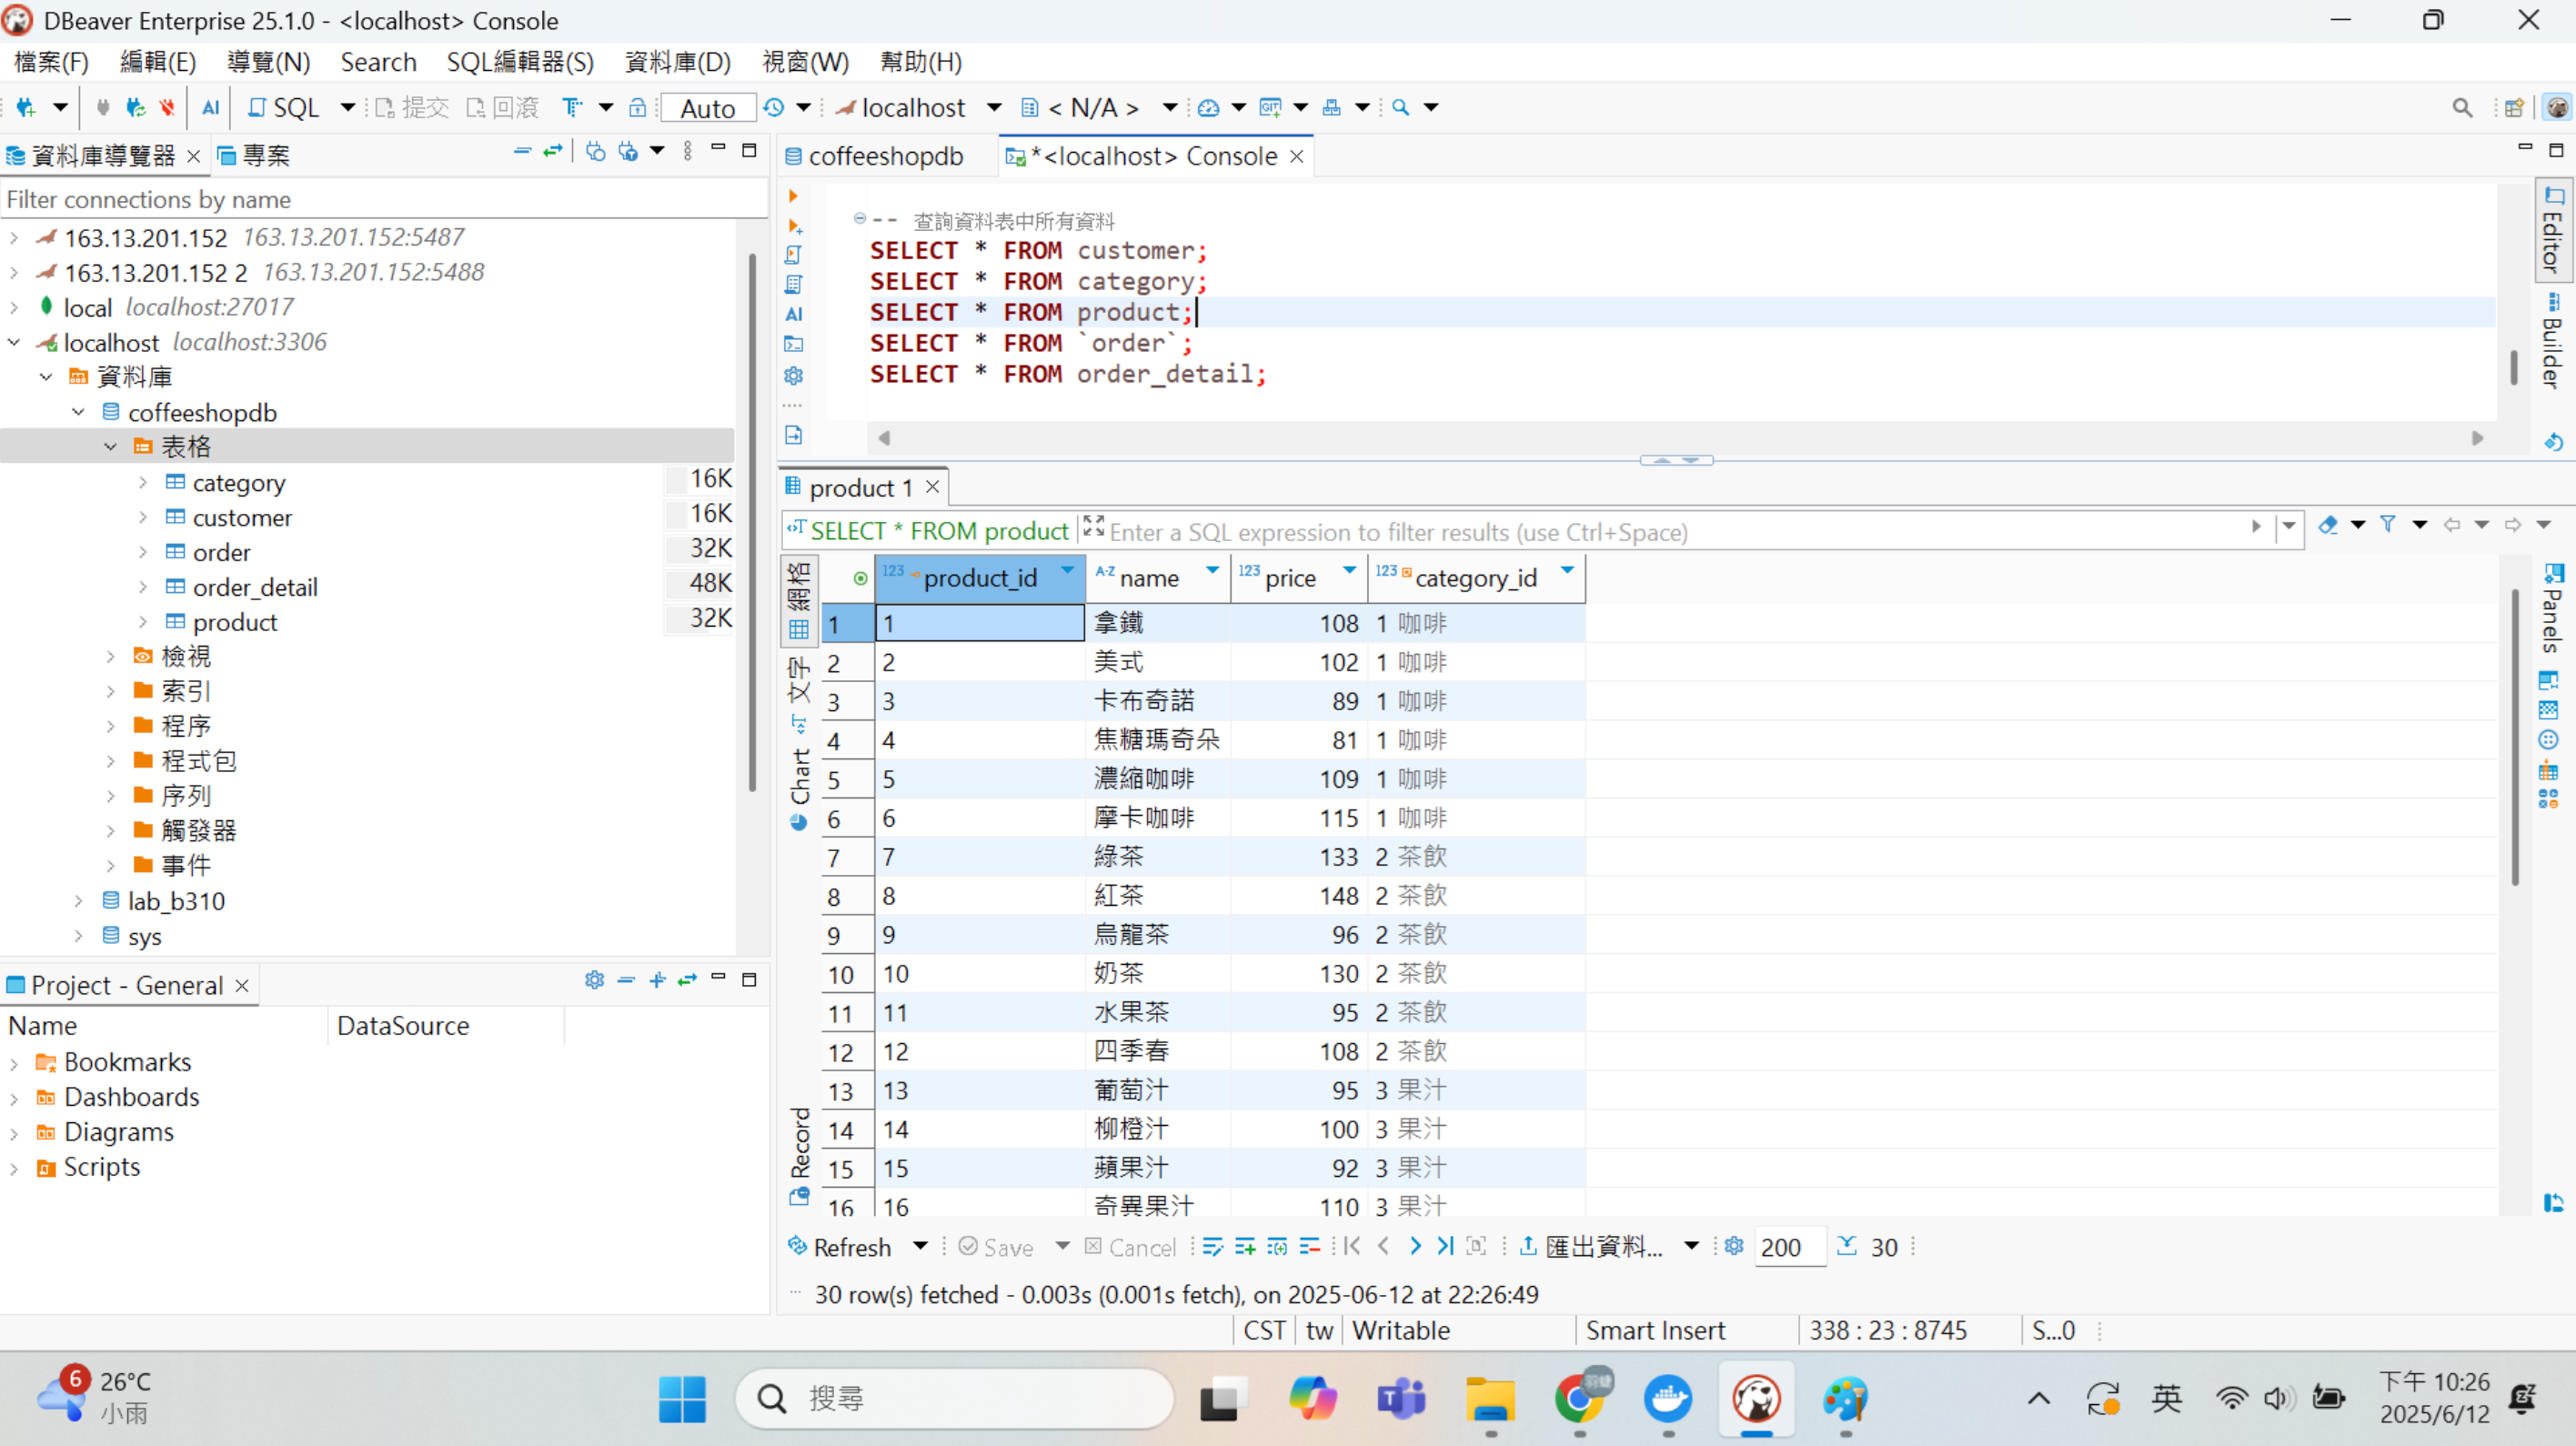 DBeaver Enterprise 25.1.0 - <localhost> Console
檔案(F) 編輯(E) 導覽(N) Search SQL編輯器(S) 資料庫(D) 視窗(W) 幫助(H)
AI SQL 提交 回滾 Auto localhost < N/A >
資料庫導覽器 專案
Filter connections by name
163.13.201.152 163.13.201.152:5487
163.13.201.152 2 163.13.201.152:5488
local localhost:27017
localhost localhost:3306
資料庫
coffeeshopdb
表格
category 16K
customer 16K
order 32K
order_detail 48K
product 32K
檢視
索引
程序
程式包
序列
觸發器
事件
lab_b310
sys
Project - General
Name DataSource
Bookmarks
Dashboards
Diagrams
Scripts
coffeeshopdb *<localhost> Console
-- 查詢資料表中所有資料
SELECT * FROM customer;
SELECT * FROM category;
SELECT * FROM product;
SELECT * FROM `order`;
SELECT * FROM order_detail;
AI
Editor
Builder
product 1
SELECT * FROM product Enter a SQL expression to filter results (use Ctrl+Space)
網格
文字
Chart
Record
Panels
123 product_id A-Z name 123 price 123 category_id
1 1 拿鐵 108 1 咖啡
2 2 美式 102 1 咖啡
3 3 卡布奇諾 89 1 咖啡
4 4 焦糖瑪奇朵 81 1 咖啡
5 5 濃縮咖啡 109 1 咖啡
6 6 摩卡咖啡 115 1 咖啡
7 7 綠茶 133 2 茶飲
8 8 紅茶 148 2 茶飲
9 9 烏龍茶 96 2 茶飲
10 10 奶茶 130 2 茶飲
11 11 水果茶 95 2 茶飲
12 12 四季春 108 2 茶飲
13 13 葡萄汁 95 3 果汁
14 14 柳橙汁 100 3 果汁
15 15 蘋果汁 92 3 果汁
16 16 奇異果汁 110 3 果汁
Refresh Save Cancel 匯出資料... 200 30
30 row(s) fetched - 0.003s (0.001s fetch), on 2025-06-12 at 22:26:49
CST tw Writable Smart Insert 338 : 23 : 8745 S...0
6 26°C
小雨
搜尋
英
下午 10:26
2025/6/12